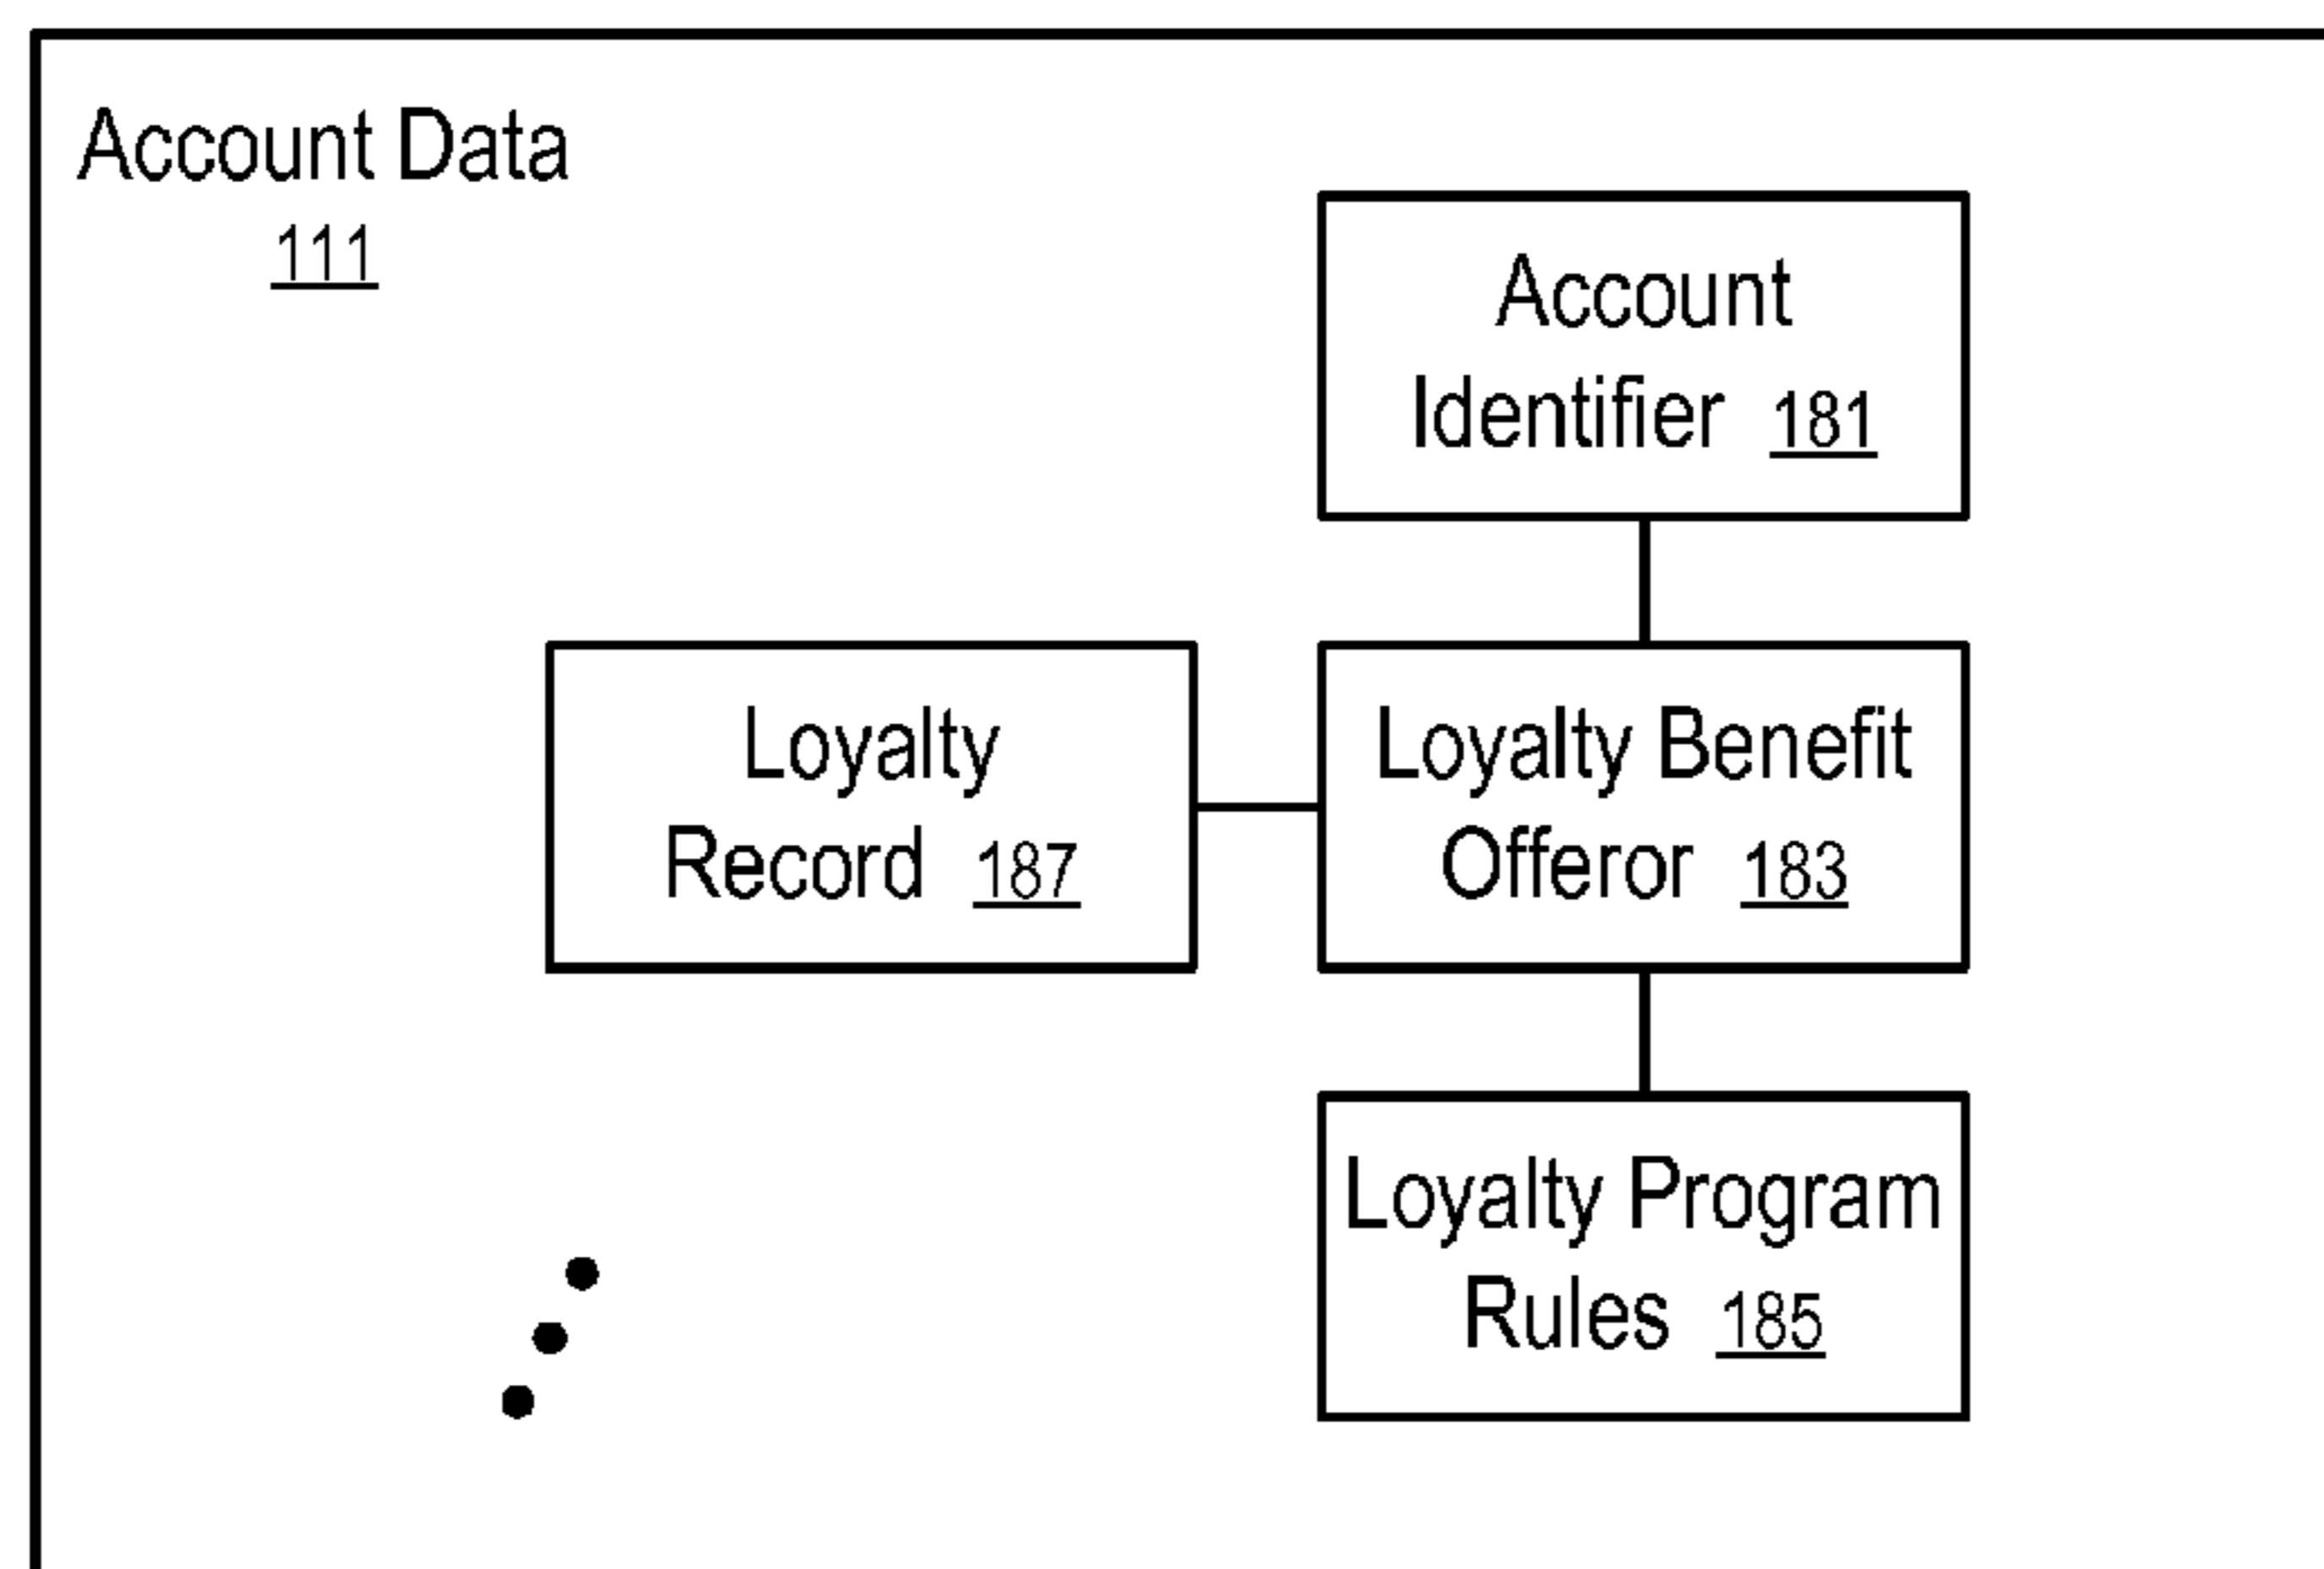 Account Data
111
Account
Identifier 181
Loyalty
Record 187
Loyalty Benefit
Offeror 183
Loyalty Program
Rules 185